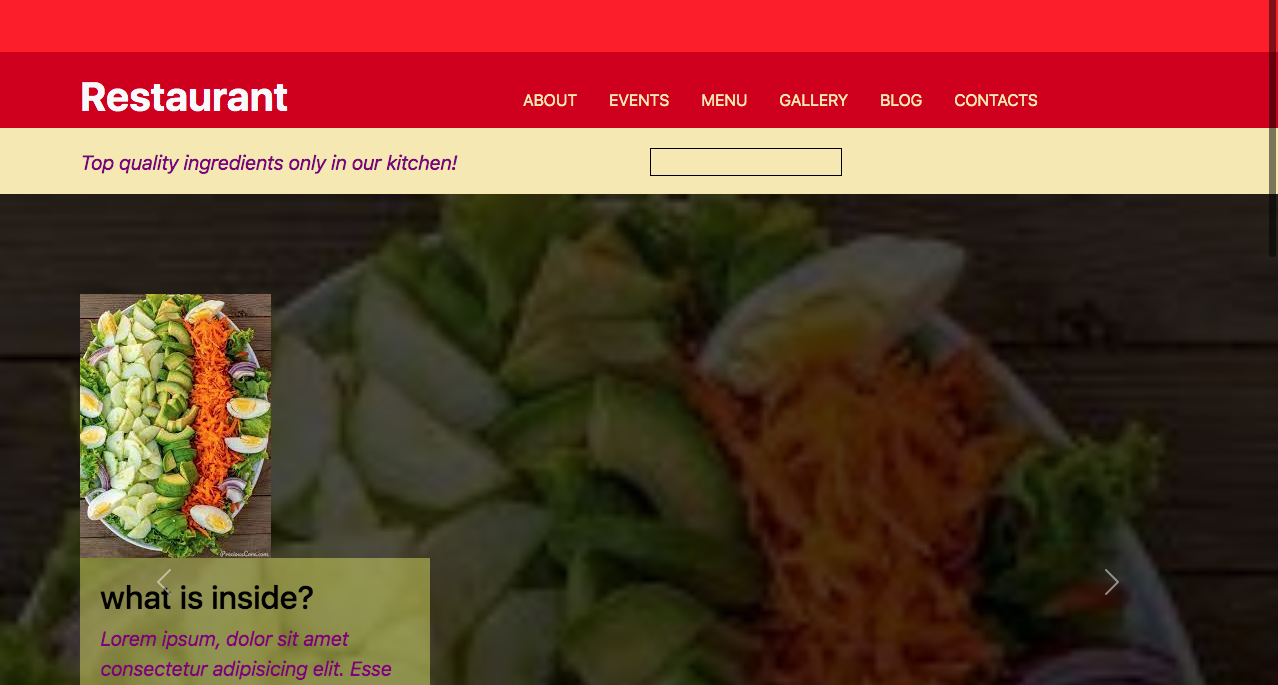 Restaurant
ABOUT EVENTS MENU GALLERY BLOG CONTACTS
Top quality ingredients only in our kitchen!
PreciousCore.com
what is inside?
Lorem ipsum, dolor sit amet
consectetur adipisicing elit. Esse